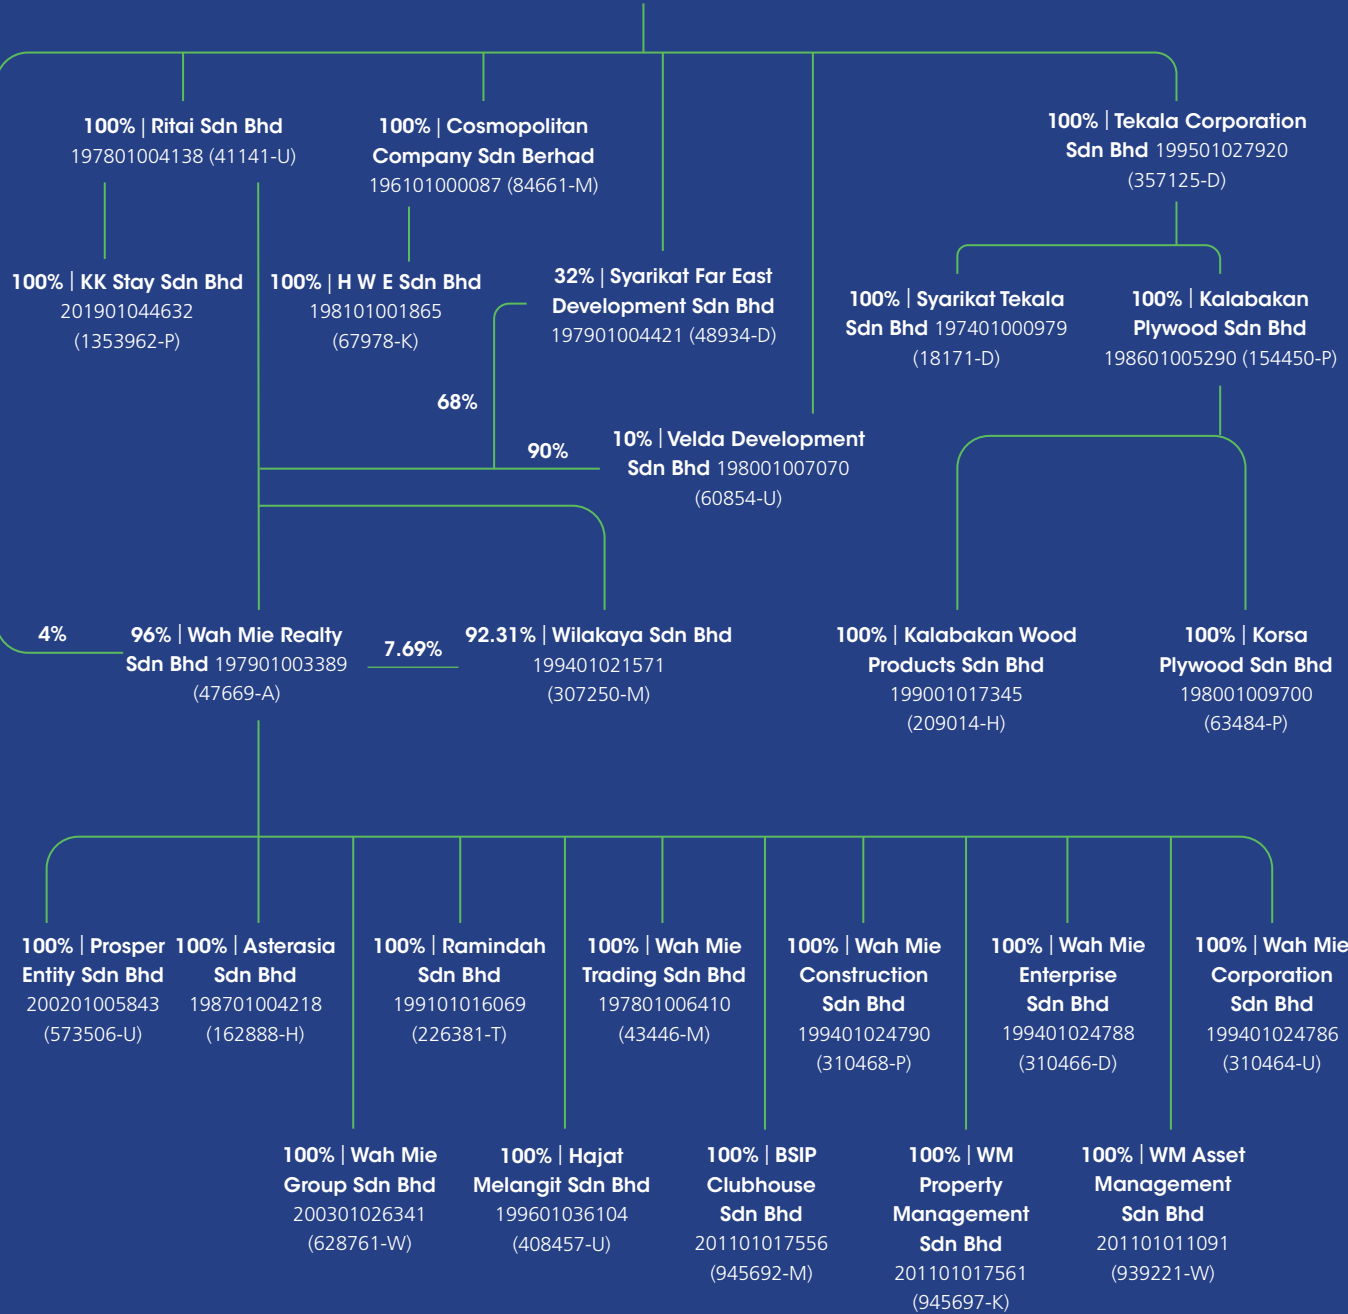 100% | Ritai Sdn Bhd
197801004138 (41141-U)
100% | Cosmopolitan
Company Sdn Berhad
196101000087 (84661-M)
100% | Tekala Corporation
Sdn Bhd 199501027920
(357125-D)
100% | KK Stay Sdn Bhd
201901044632
(1353962-P)
100% | H W E Sdn Bhd
198101001865
(67978-K)
32% | Syarikat Far East
Development Sdn Bhd
197901004421 (48934-D)
100% | Syarikat Tekala
Sdn Bhd 197401000979
(18171-D)
100% | Kalabakan
Plywood Sdn Bhd
198601005290 (154450-P)
68%
90%
10% | Velda Development
Sdn Bhd 198001007070
(60854-U)
4%
96% | Wah Mie Realty
Sdn Bhd 197901003389
(47669-A)
7.69%
92.31% | Wilakaya Sdn Bhd
199401021571
(307250-M)
100% | Kalabakan Wood
Products Sdn Bhd
199001017345
(209014-H)
100% | Korsa
Plywood Sdn Bhd
198001009700
(63484-P)
100% | Prosper
Entity Sdn Bhd
200201005843
(573506-U)
100% | Asterasia
Sdn Bhd
198701004218
(162888-H)
100% | Ramindah
Sdn Bhd
199101016069
(226381-T)
100% | Wah Mie
Trading Sdn Bhd
197801006410
(43446-M)
100% | Wah Mie
Construction
Sdn Bhd
199401024790
(310468-P)
100% | Wah Mie
Enterprise
Sdn Bhd
199401024788
(310466-D)
100% | Wah Mie
Corporation
Sdn Bhd
199401024786
(310464-U)
100% | Wah Mie
Group Sdn Bhd
200301026341
(628761-W)
100% | Hajat
Melangit Sdn Bhd
199601036104
(408457-U)
100% | BSIP
Clubhouse
Sdn Bhd
201101017556
(945692-M)
100% | WM
Property
Management
Sdn Bhd
201101017561
(945697-K)
100% | WM Asset
Management
Sdn Bhd
201101011091
(939221-W)